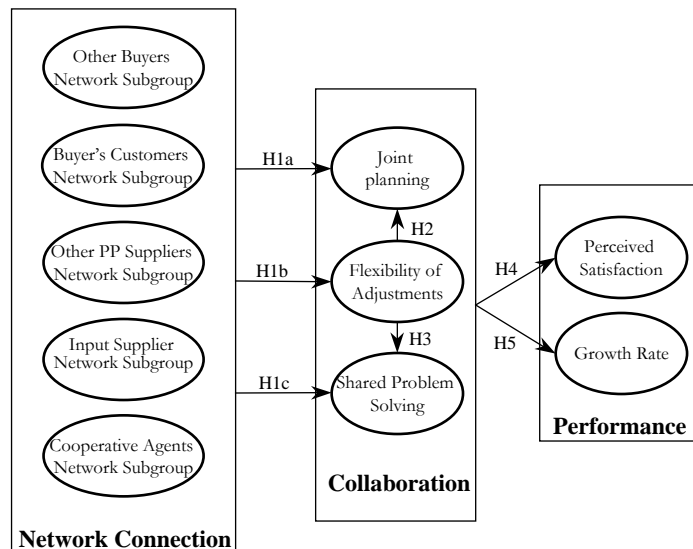 Other Buyers
Network Subgroup
Buyer's Customers
Network Subgroup
Other PP Suppliers
Network Subgroup
Input Supplier
Network Subgroup
Cooperative Agents
Network Subgroup
Network Connection
H1a
H1b
H1c
Joint
planning
H2
Flexibility of
Adjustments
H3
Shared Problem
Solving
Collaboration
H4
H5
Perceived
Satisfaction
Growth Rate
Performance